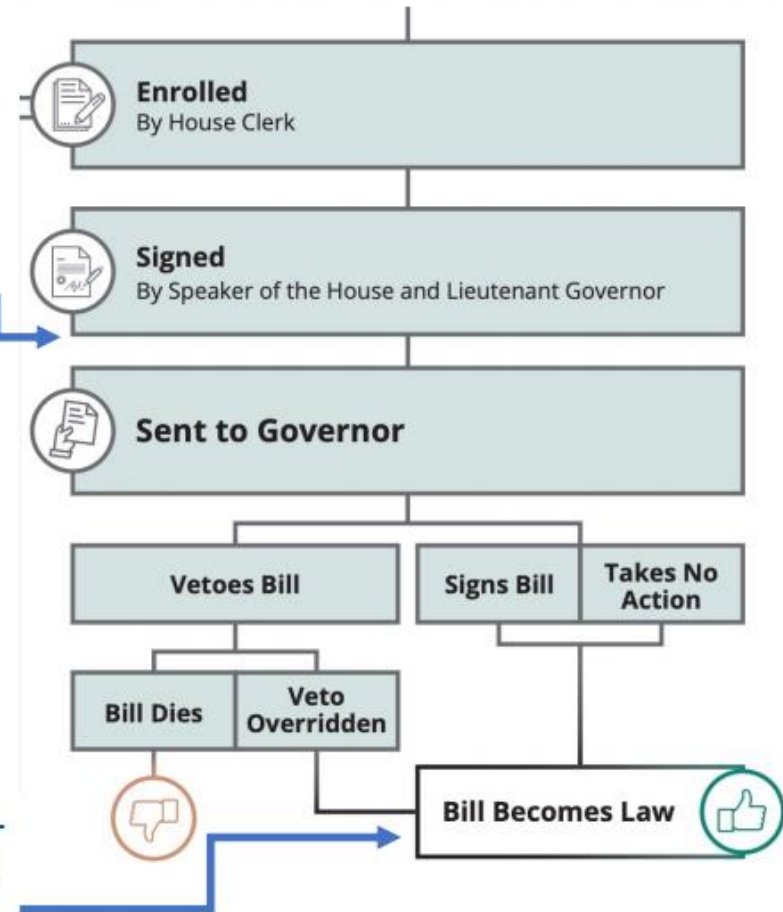 Enrolled
By House Clerk
Signed
By Speaker of the House and Lieutenant Governor
Sent to Governor
Vetoes Bill
Signs Bill
Takes No
Action
Bill Dies
Veto
Overridden
Bill Becomes Law